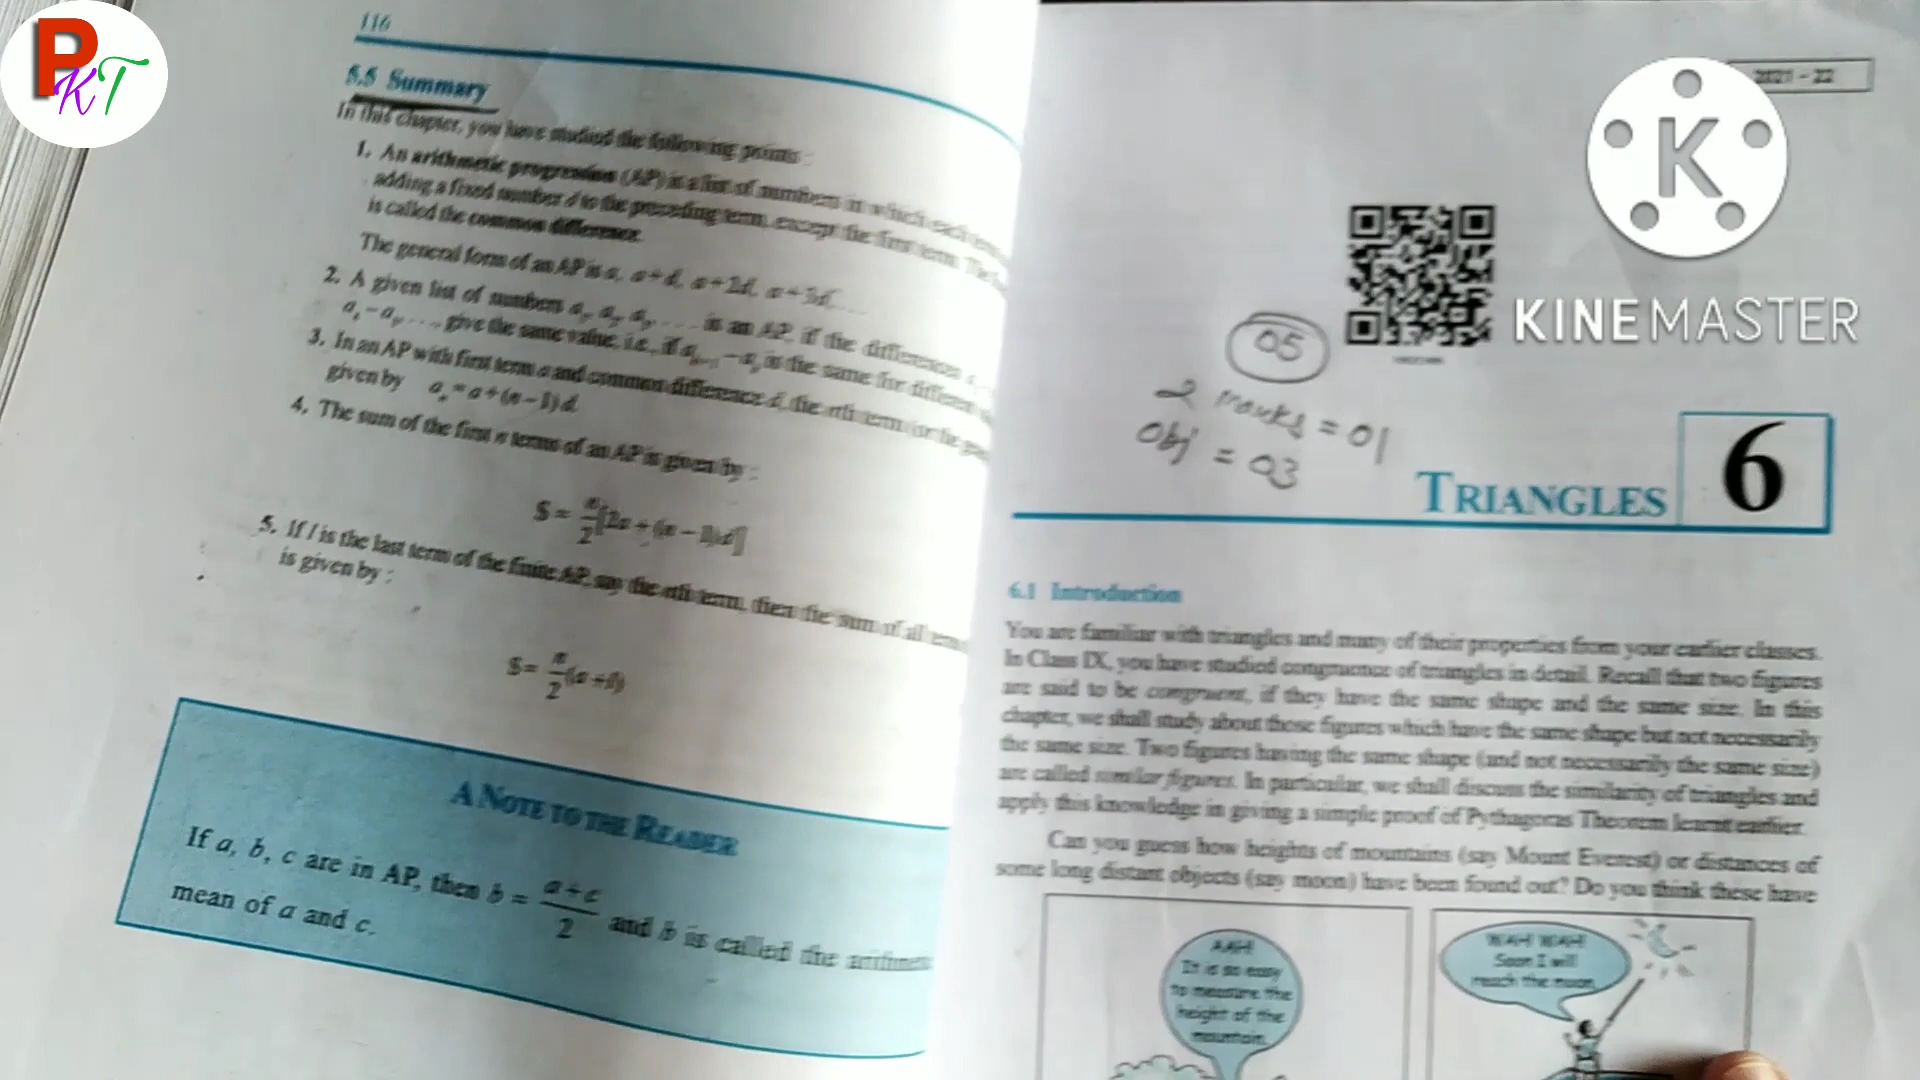 PKT
116
5.5 Summary
In this chapter, you have studied the following points :
1. An arithmetic progression (AP) is a list of numbers in which each term
adding a fixed number d to the preceding term, except the first term. The
is called the common difference.
The general form of an AP is a, a + d, a + 2d, a + 3d, . . .
2. A given list of numbers a₁, a₂, a₃, . . . is an AP, if the differences
give the same value, i.e., if aₖ₊₁ – aₖ is the same for different
3. In an AP with first term a and common difference d, the nth term (or the
given by aₙ = a + (n – 1) d.
4. The sum of the first n terms of an AP is given by :
S = n/2 [2a + (n – 1)d]
5. If l is the last term of the finite AP, say the nth term, then the sum of all
is given by :
S = n/2 (a + l)
A NOTE TO THE READER
If a, b, c are in AP, then b = a + c/2 and b is called the arithmetic
mean of a and c.
2021 – 22
K
KINEMASTER
05
2 marks = 01
Obj = 03
TRIANGLES 6
6.1 Introduction
You are familiar with triangles and many of their properties from your earlier classes.
In Class IX, you have studied congruence of triangles in detail. Recall that two figures
are said to be congruent, if they have the same shape and the same size. In this
chapter, we shall study about those figures which have the same shape but not necessarily
the same size. Two figures having the same shape (and not necessarily the same size)
are called similar figures. In particular, we shall discuss the similarity of triangles and
apply this knowledge in giving a simple proof of Pythagoras Theorem learnt earlier.
Can you guess how heights of mountains (say Mount Everest) or distances of
some long distant objects (say moon) have been found out? Do you think these have
AAH!
It is so easy
to measure the
height of the
mountain.
WAH WAH!
Soon I will
reach the moon